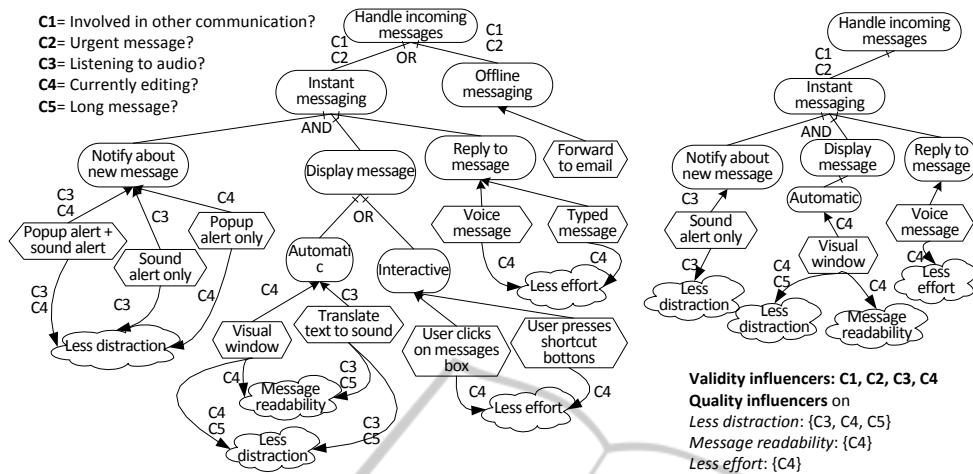 C1= Involved in other communication?
C2= Urgent message?
C3= Listening to audio?
C4= Currently editing?
C5= Long message?
Handle incoming
messages
C1
C2
C1
C2
OR
Instant
messaging
Offline
message
AND
Notify about
new message
Display message
Reply to
message
Forward
to email
C3
C4
C3
C4
Popup alert +
sound alert
Sound
alert only
Popup
alert only
OR
Voice
message
Typed
message
Automati
c
Interactive
C4
C4
Less effort
C3
C4
C3
C4
Less distraction
C4
C3
Visual
window
Translate
text to sound
User clicks
on messages
box
User presses
shortcut
bottons
C4
C3
C5
Message
readability
C4
C4
Less effort
C4
C5
C3
C5
Less
distraction
Handle incoming
messages
C1
C2
Instant
messaging
AND
Notify about
new message
Display
message
Reply to
message
C3
Automatic
Sound
alert only
C4
Voice
message
Visual
window
C3
C4
C5
C4
C4
Less
distraction
Less
distraction
Message
readability
Less
effort
Validity influencers: C1, C2, C3, C4
Quality influencers on
Less distraction: {C3, C4, C5}
Message readability: {C4}
Less effort: {C4}